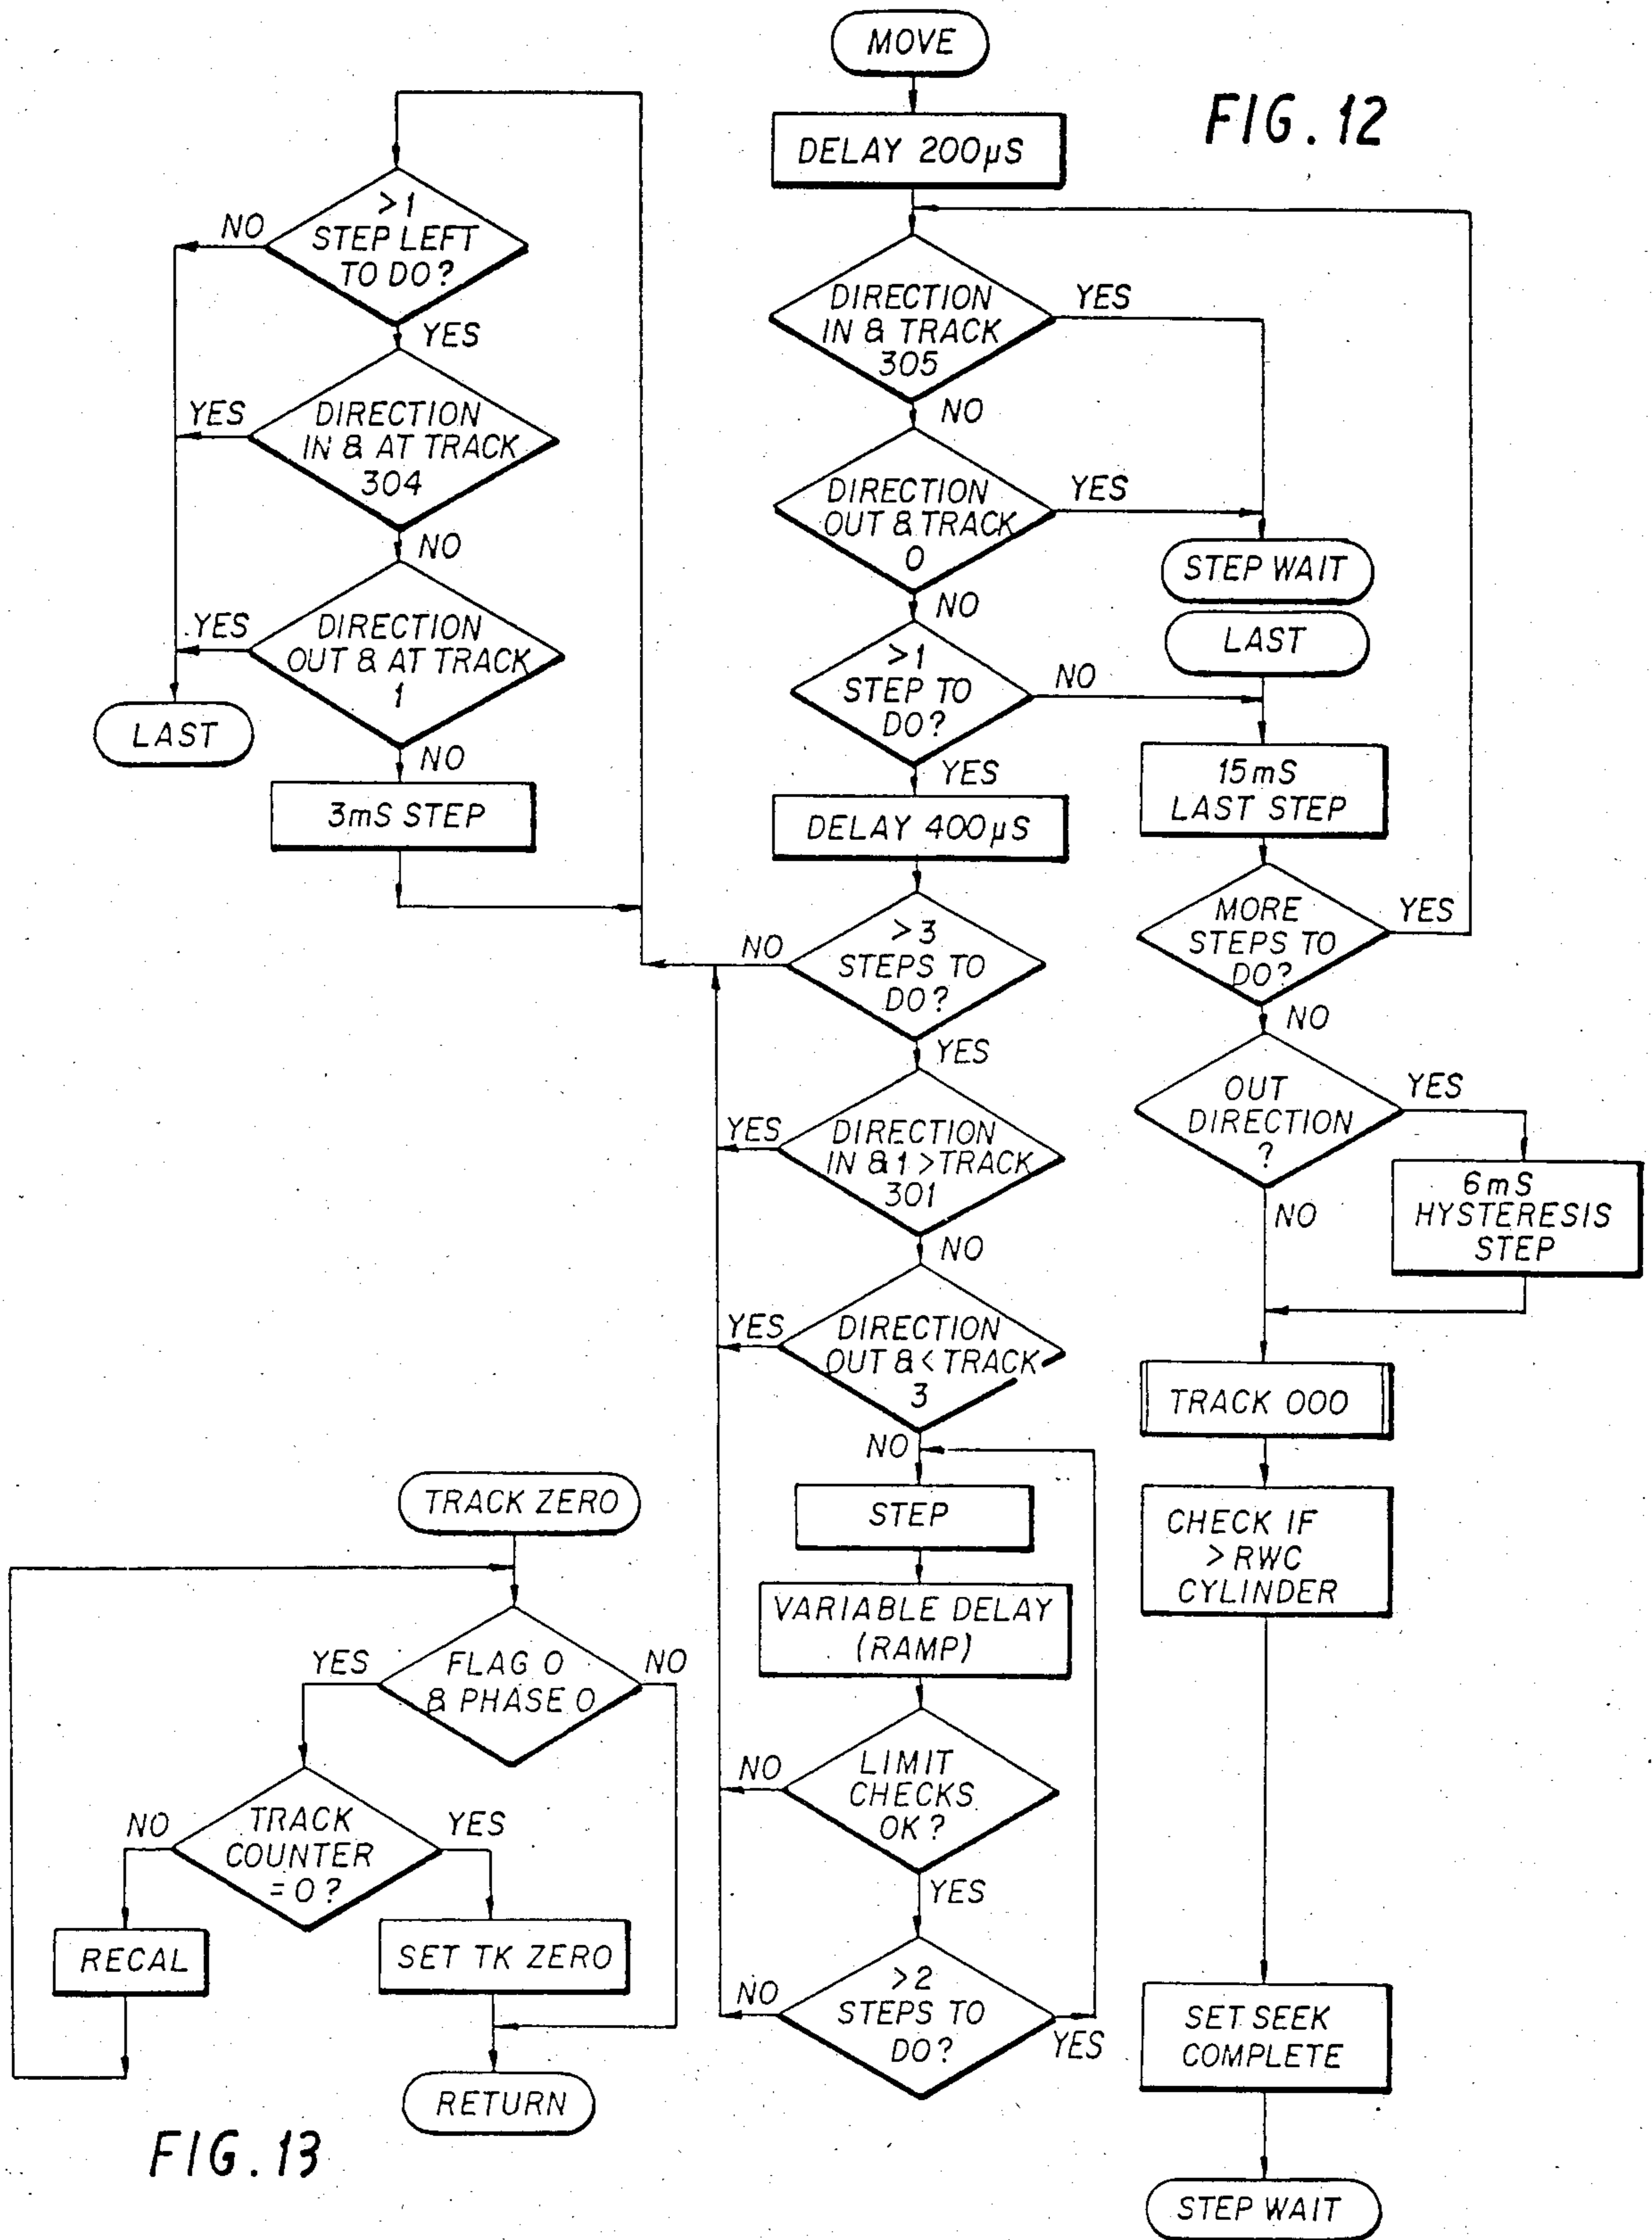 MOVE
FIG. 12
DELAY 200µS
>1
STEP LEFT
TO DO?
NO
YES
DIRECTION
IN & AT TRACK
304
YES
NO
DIRECTION
OUT & AT TRACK
1
YES
NO
LAST
3mS STEP
DIRECTION
IN & TRACK
305
YES
NO
DIRECTION
OUT & TRACK
0
YES
NO
STEP WAIT
LAST
>1
STEP TO
DO?
NO
YES
DELAY 400µS
15mS
LAST STEP
>3
STEPS TO
DO?
NO
YES
MORE
STEPS TO
DO?
YES
NO
DIRECTION
IN & 1 > TRACK
301
YES
NO
OUT
DIRECTION
?
YES
NO
6mS
HYSTERESIS
STEP
DIRECTION
OUT & < TRACK
3
YES
NO
TRACK 000
STEP
CHECK IF
> RWC
CYLINDER
VARIABLE DELAY
(RAMP)
LIMIT
CHECKS
OK?
NO
YES
>2
STEPS TO
DO?
NO
YES
SET SEEK
COMPLETE
STEP WAIT
TRACK ZERO
FLAG 0
& PHASE 0
YES
NO
TRACK
COUNTER
=0?
NO
YES
RECAL
SET TK ZERO
RETURN
FIG. 13